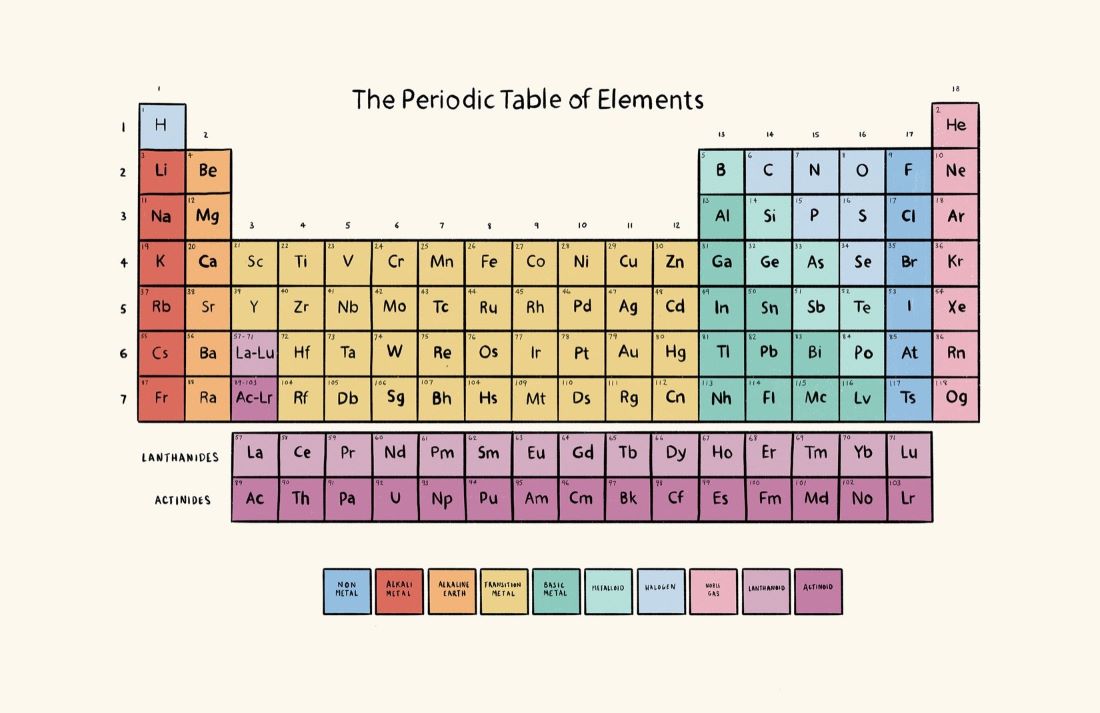 The Periodic Table of Elements
1 18
1 1 H 2 He
2 13 14 15 16 17
2 3 Li 4 Be 5 B 6 C 7 N 8 O 9 F 10 Ne
3 11 Na 12 Mg 13 Al 14 Si 15 P 16 S 17 Cl 18 Ar
3 4 5 6 7 8 9 10 11 12
4 19 K 20 Ca 21 Sc 22 Ti 23 V 24 Cr 25 Mn 26 Fe 27 Co 28 Ni 29 Cu 30 Zn 31 Ga 32 Ge 33 As 34 Se 35 Br 36 Kr
5 37 Rb 38 Sr 39 Y 40 Zr 41 Nb 42 Mo 43 Tc 44 Ru 45 Rh 46 Pd 47 Ag 48 Cd 49 In 50 Sn 51 Sb 52 Te 53 I 54 Xe
6 55 Cs 56 Ba 57-71 La-Lu 72 Hf 73 Ta 74 W 75 Re 76 Os 77 Ir 78 Pt 79 Au 80 Hg 81 Tl 82 Pb 83 Bi 84 Po 85 At 86 Rn
7 87 Fr 88 Ra 89-103 Ac-Lr 104 Rf 105 Db 106 Sg 107 Bh 104 Hs 109 Mt 110 Ds 111 Rg 112 Cn 113 Nh 114 Fl 115 Mc 116 Lv 117 Ts 118 Og
LANTHANIDES 57 La 58 Ce 59 Pr 60 Nd 61 Pm 62 Sm 63 Eu 64 Gd 65 Tb 66 Dy 67 Ho 68 Er 69 Tm 70 Yb 71 Lu
ACTINIDES 89 Ac 90 Th 91 Pa 92 U 93 Np 94 Pu 95 Am 96 Cm 97 Bk 98 Cf 99 Es 100 Fm 101 Md 102 No 103 Lr
NON
METAL
ALKALI
METAL
ALKALINE
EARTH
TRANSITION
METAL
BASIC
METAL
METALLOID
HALOGEN
NOBLE
GAS
LANTHANOID
ACTINOID